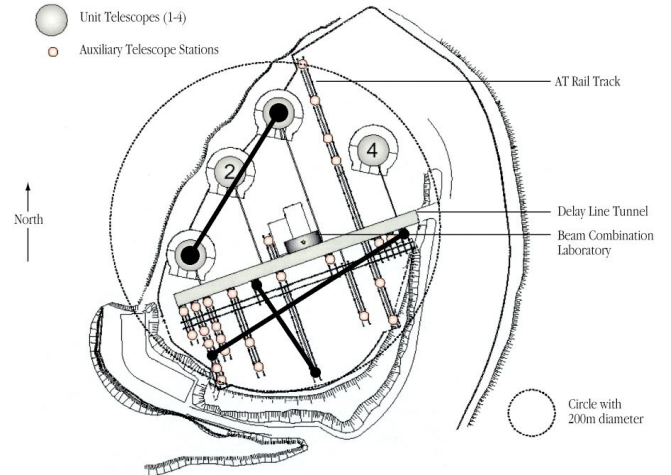 Unit Telescopes (1-4)
Auxiliary Telescope Stations
AT Rail Track
4
2
North
Delay Line Tunnel
Beam Combination
Laboratory
Circle with
200m diameter